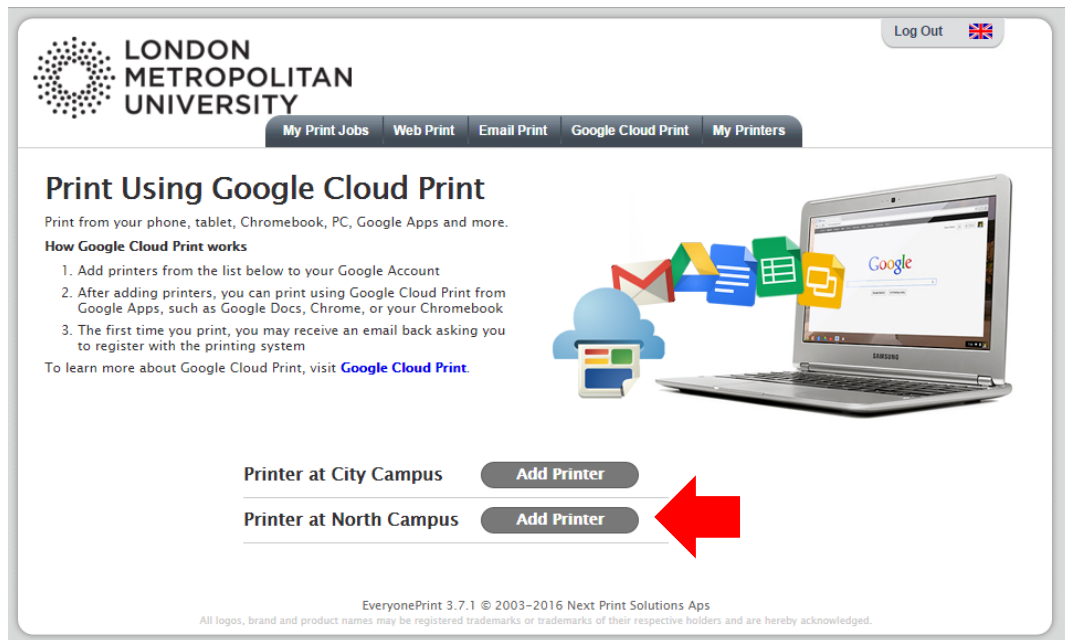 Log Out
LONDON
METROPOLITAN
UNIVERSITY
My Print Jobs Web Print Email Print Google Cloud Print My Printers
Print Using Google Cloud Print
Print from your phone, tablet, Chromebook, PC, Google Apps and more.
How Google Cloud Print works
1. Add printers from the list below to your Google Account
2. After adding printers, you can print using Google Cloud Print from
Google Apps, such as Google Docs, Chrome, or your Chromebook
3. The first time you print, you may receive an email back asking you
to register with the printing system
To learn more about Google Cloud Print, visit Google Cloud Print.
Google
SAMSUNG
Printer at City Campus Add Printer
Printer at North Campus Add Printer
EveryonePrint 3.7.1 © 2003-2016 Next Print Solutions Aps
All logos, brand and product names may be registered trademarks or trademarks of their respective holders and are hereby acknowledged.